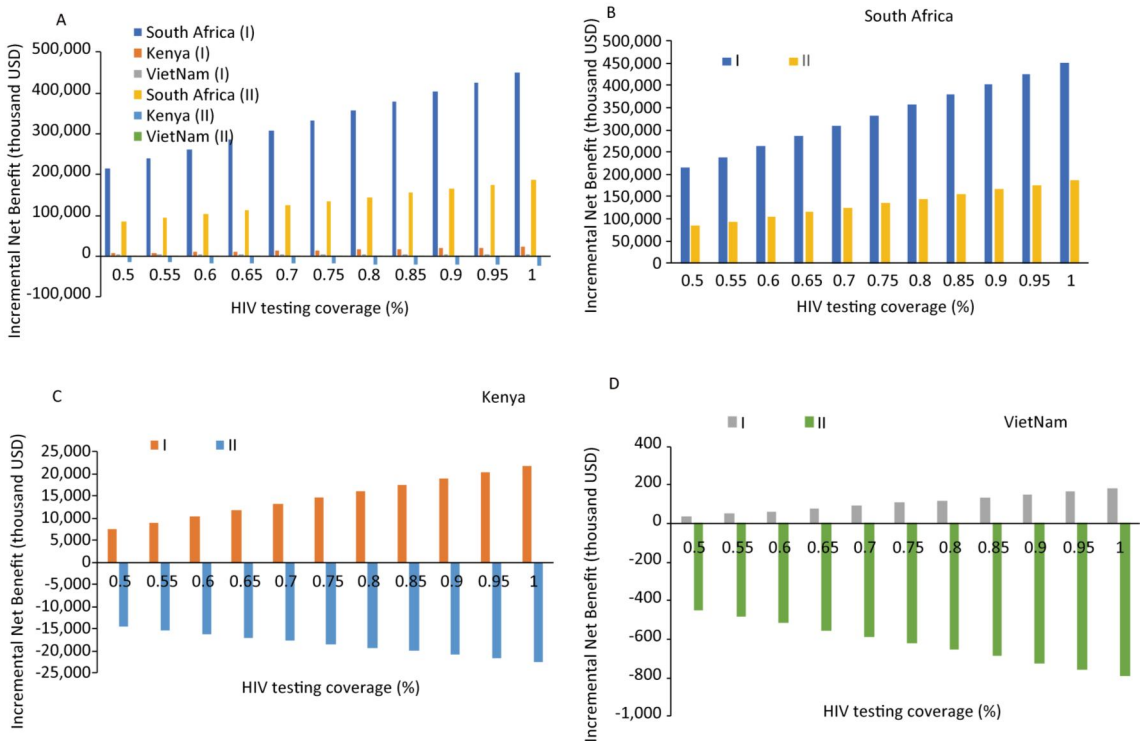 A
South Africa (I)
Kenya (I)
VietNam (I)
South Africa (II)
Kenya (II)
VietNam (II)
Incremental Net Benefit (thousand USD)
500,000
400,000
300,000
200,000
100,000
0
-100,000
0.5 0.55 0.6 0.65 0.7 0.75 0.8 0.85 0.9 0.95 1
HIV testing coverage (%)
B
South Africa
I II
Incremental Net Benefit (thousand USD)
500,000
450,000
400,000
350,000
300,000
250,000
200,000
150,000
100,000
50,000
0
0.5 0.55 0.6 0.65 0.7 0.75 0.8 0.85 0.9 0.95 1
HIV testing coverage (%)
C
Kenya
I II
Incremental Net Benefit (thousand USD)
25,000
20,000
15,000
10,000
5,000
0
-5,000
-10,000
-15,000
-20,000
-25,000
0.5 0.55 0.6 0.65 0.7 0.75 0.8 0.85 0.9 0.95 1
HIV testing coverage (%)
D
I II
VietNam
Incremental Net Benefit (thousand USD)
400
200
0
-200
-400
-600
-800
-1,000
0.5 0.55 0.6 0.65 0.7 0.75 0.8 0.85 0.9 0.95 1
HIV testing coverage (%)